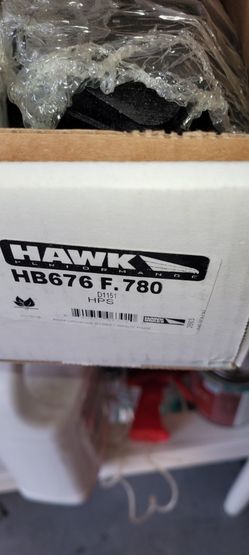 HAWK
PERFORMANCE
HB676 F.780
D1151
HPS